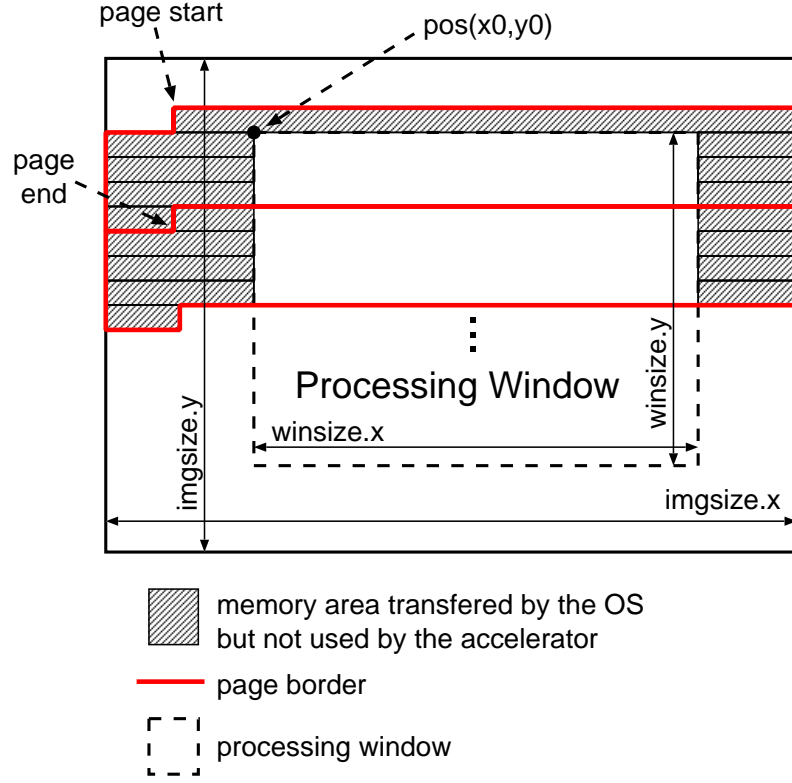 page start
pos(x0,y0)
page
end
Processing Window
winsize.y
winsize.x
imgsize.y
imgsize.x
memory area transfered by the OS
but not used by the accelerator
page border
processing window